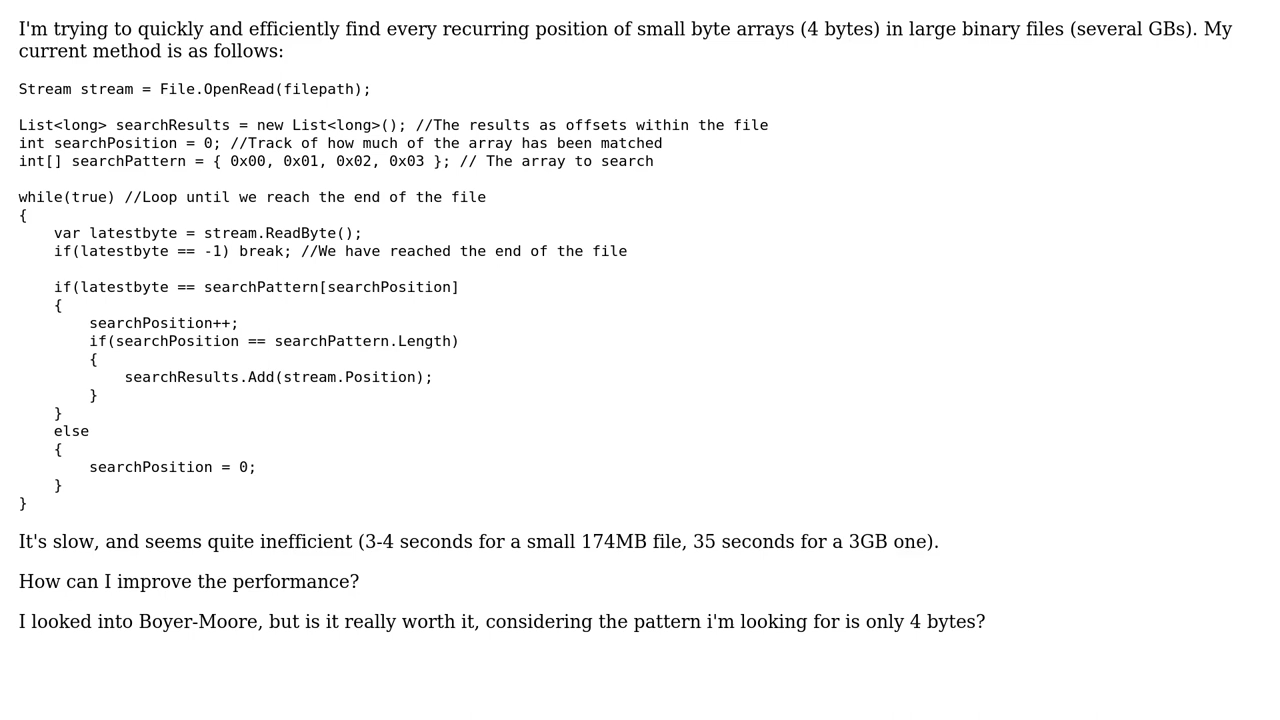 I'm trying to quickly and efficiently find every recurring position of small byte arrays (4 bytes) in large binary files (several GBs). My
current method is as follows:
Stream stream = File.OpenRead(filepath);
List<long> searchResults = new List<long>(); //The results as offsets within the file
int searchPosition = 0; //Track of how much of the array has been matched
int[] searchPattern = { 0x00, 0x01, 0x02, 0x03 }; // The array to search
while(true) //Loop until we reach the end of the file
{
    var latestbyte = stream.ReadByte();
    if(latestbyte == -1) break; //We have reached the end of the file
    if(latestbyte == searchPattern[searchPosition]
    {
        searchPosition++;
        if(searchPosition == searchPattern.Length)
        {
            searchResults.Add(stream.Position);
        }
    }
    else
    {
        searchPosition = 0;
    }
}
It's slow, and seems quite inefficient (3-4 seconds for a small 174MB file, 35 seconds for a 3GB one).
How can I improve the performance?
I looked into Boyer-Moore, but is it really worth it, considering the pattern i'm looking for is only 4 bytes?